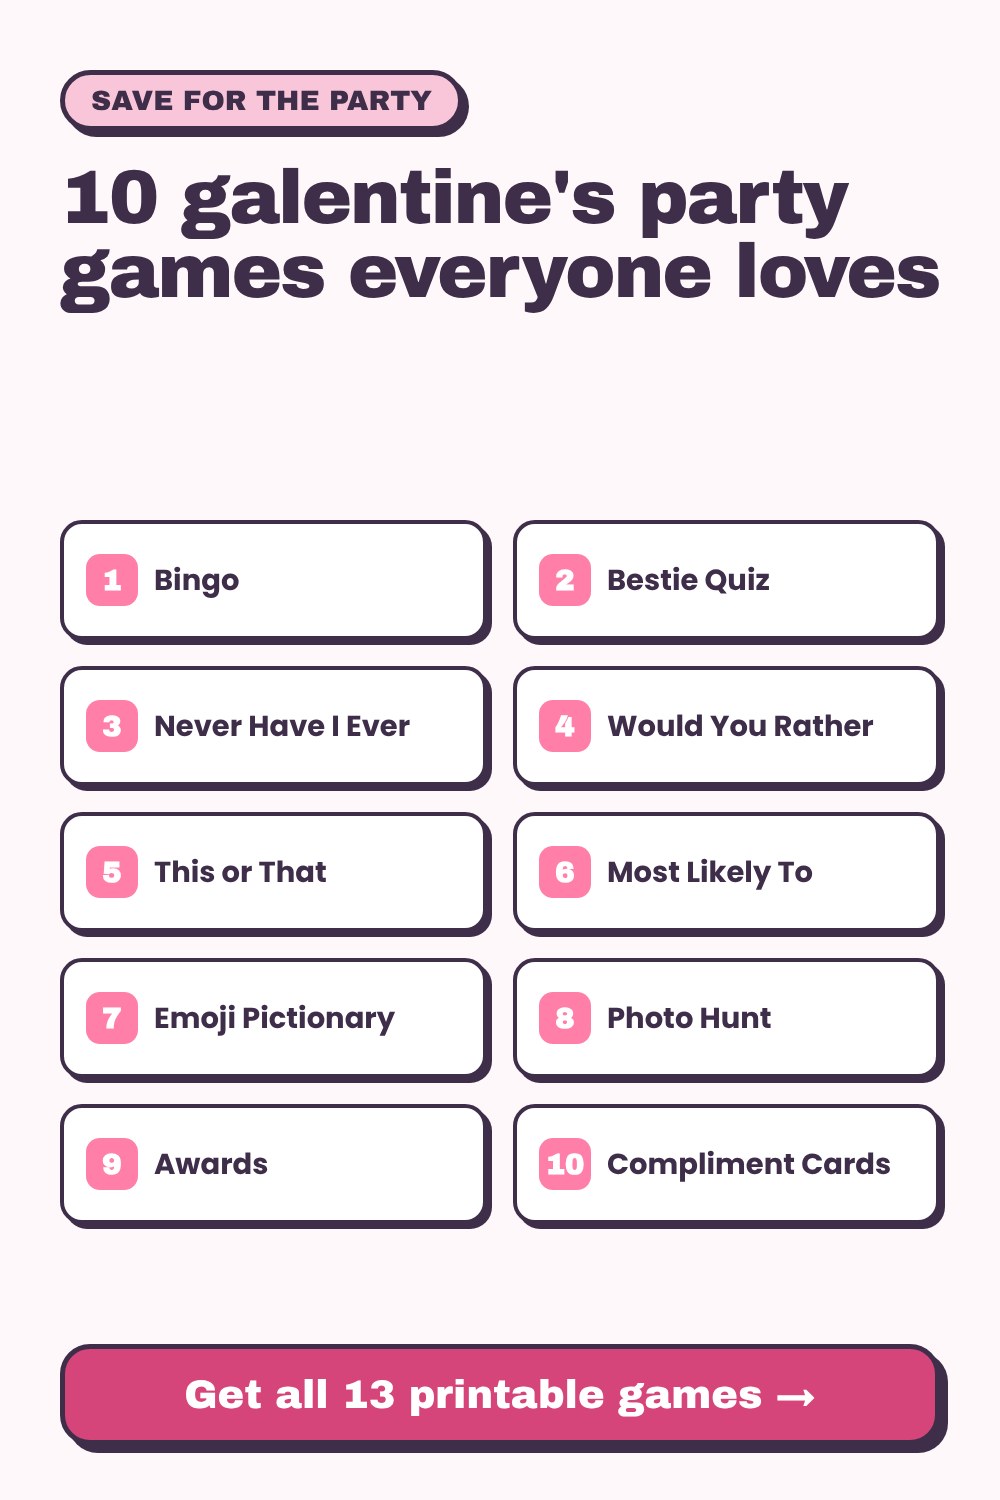 SAVE FOR THE PARTY
10 galentine's party
games everyone loves
1 Bingo
2 Bestie Quiz
3 Never Have I Ever
4 Would You Rather
5 This or That
6 Most Likely To
7 Emoji Pictionary
8 Photo Hunt
9 Awards
10 Compliment Cards
Get all 13 printable games →